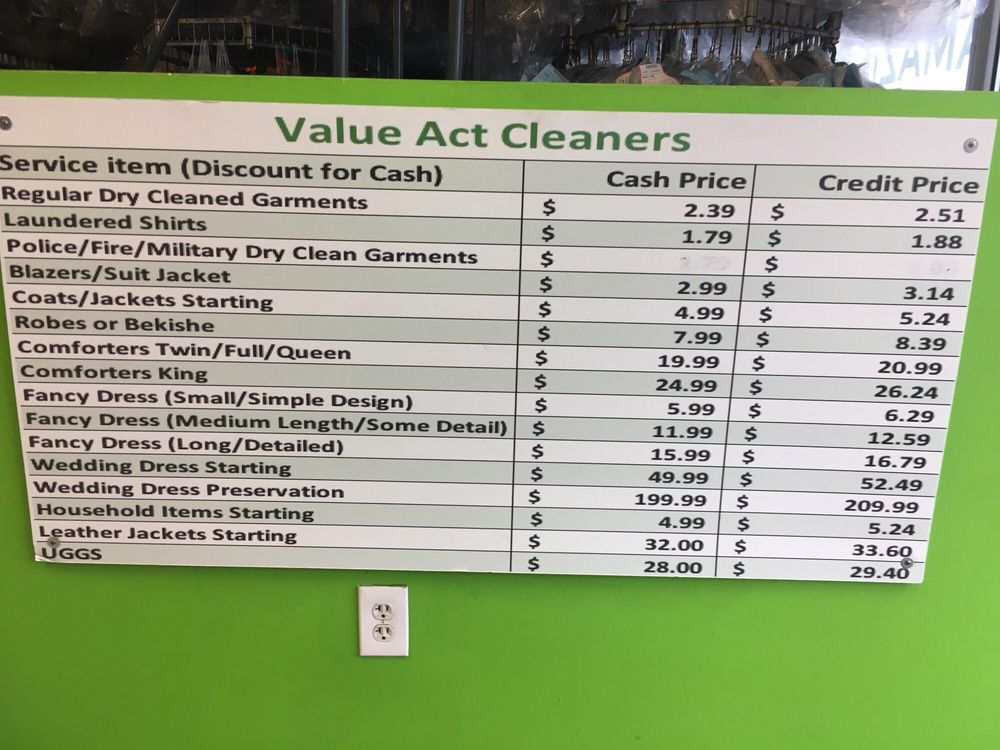 Value Act Cleaners
Service item (Discount for Cash) Cash Price Credit Price
Regular Dry Cleaned Garments $ 2.39 $ 2.51
Laundered Shirts $ 1.79 $ 1.88
Police/Fire/Military Dry Clean Garments $ $
Blazers/Suit Jacket $ 2.99 $ 3.14
Coats/Jackets Starting $ 4.99 $ 5.24
Robes or Bekishe $ 7.99 $ 8.39
Comforters Twin/Full/Queen $ 19.99 $ 20.99
Comforters King $ 24.99 $ 26.24
Fancy Dress (Small/Simple Design) $ 5.99 $ 6.29
Fancy Dress (Medium Length/Some Detail) $ 11.99 $ 12.59
Fancy Dress (Long/Detailed) $ 15.99 $ 16.79
Wedding Dress Starting $ 49.99 $ 52.49
Wedding Dress Preservation $ 199.99 $ 209.99
Household Items Starting $ 4.99 $ 5.24
Leather Jackets Starting $ 32.00 $ 33.60
UGGS $ 28.00 $ 29.40